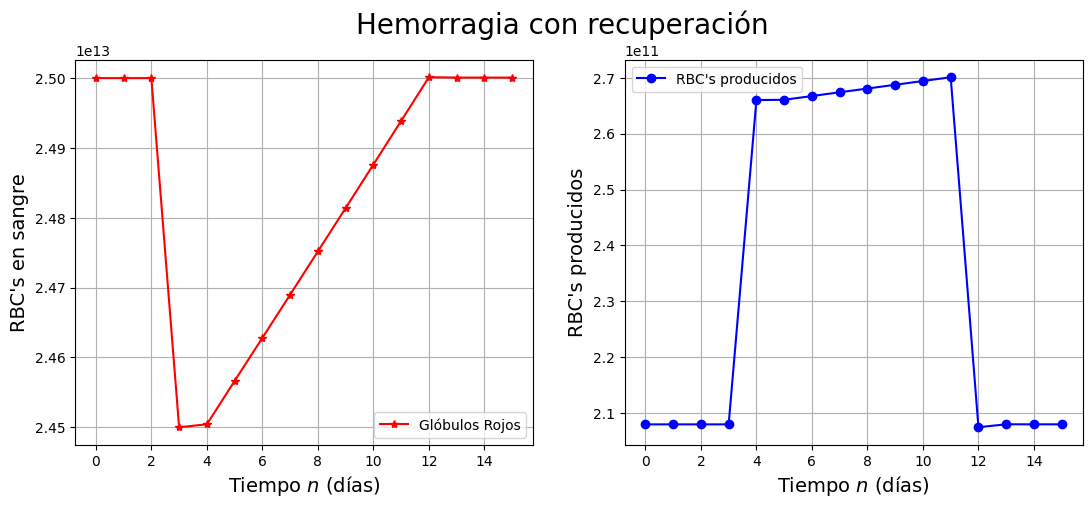 Hemorragia con recuperación
1e13
2.50
2.49
2.48
2.47
2.46
2.45
RBC's en sangre
Glóbulos Rojos
0 2 4 6 8 10 12 14
Tiempo n (días)
1e11
2.7
2.6
2.5
2.4
2.3
2.2
2.1
RBC's producidos
RBC's producidos
0 2 4 6 8 10 12 14
Tiempo n (días)